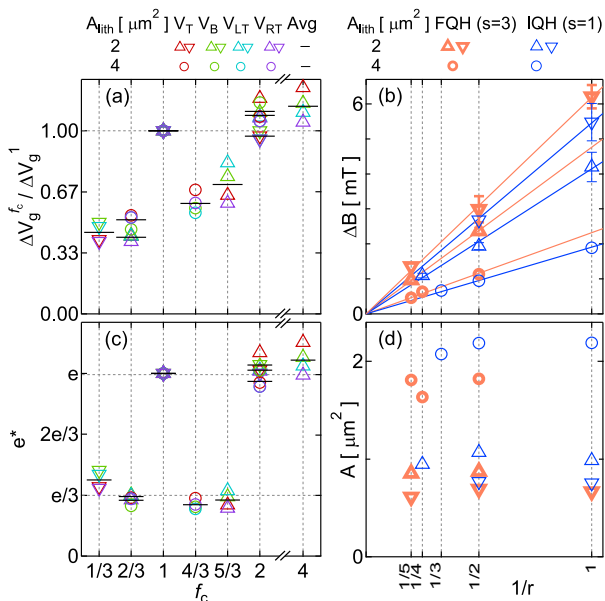 A_lith [ μm²] V_T V_B V_LT V_RT Avg
2 –
4 –
A_lith [ μm²] FQH (s=3) IQH (s=1)
2
4
(a)
1.00
0.67
0.33
0.00
ΔV_g^{f_c} / ΔV_g^1
(b)
6
0
ΔB [ mT]
(c)
e
2e/3
e/3
0
e*
1/3 2/3 1 4/3 5/3 2 4
f_c
(d)
2
0
A [ μm²]
1/5 1/4 1/3 1/2 1
1/r